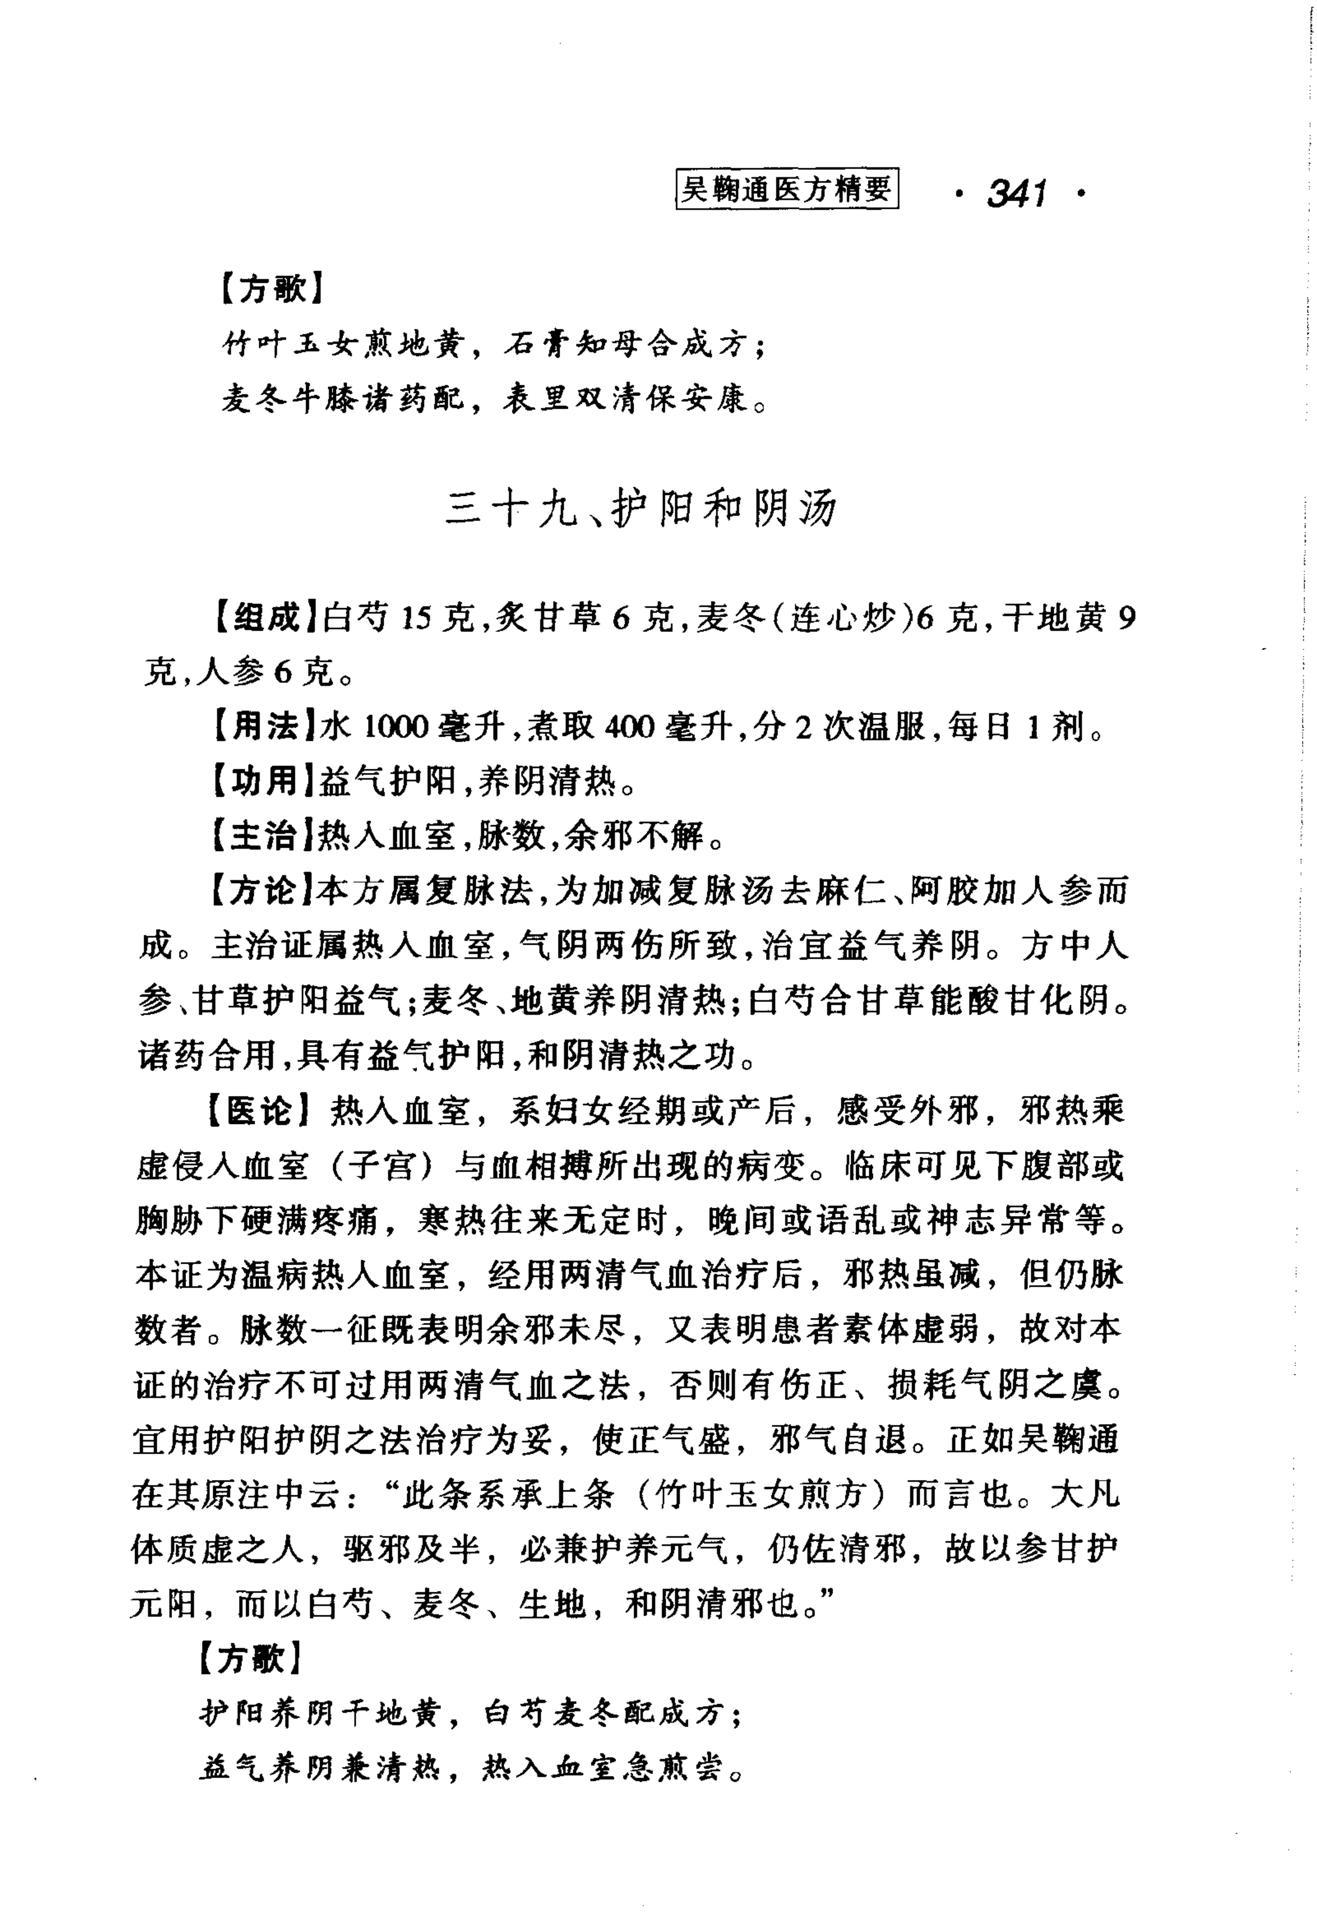 吴鞠通医方精要 · 341 ·
【方歌】
竹叶玉女煎地黄，石膏知母合成方；
麦冬牛膝诸药配，表里双清保安康。
三十九、护阳和阴汤
【组成】白芍 15 克,炙甘草 6 克,麦冬(连心炒)6 克,干地黄 9
克,人参 6 克。
【用法】水 1000 毫升,煮取 400 毫升,分 2 次温服,每日 1 剂。
【功用】益气护阳,养阴清热。
【主治】热入血室,脉数,余邪不解。
【方论】本方属复脉法,为加减复脉汤去麻仁、阿胶加人参而
成。主治证属热入血室,气阴两伤所致,治宜益气养阴。方中人
参、甘草护阳益气;麦冬、地黄养阴清热;白芍合甘草能酸甘化阴。
诸药合用,具有益气护阳,和阴清热之功。
【医论】热入血室，系妇女经期或产后，感受外邪，邪热乘
虚侵入血室（子宫）与血相搏所出现的病变。临床可见下腹部或
胸胁下硬满疼痛，寒热往来无定时，晚间或语乱或神志异常等。
本证为温病热入血室，经用两清气血治疗后，邪热虽减，但仍脉
数者。脉数一征既表明余邪未尽，又表明患者素体虚弱，故对本
证的治疗不可过用两清气血之法，否则有伤正、损耗气阴之虞。
宜用护阳护阴之法治疗为妥，使正气盛，邪气自退。正如吴鞠通
在其原注中云：“此条系承上条（竹叶玉女煎方）而言也。大凡
体质虚之人，驱邪及半，必兼护养元气，仍佐清邪，故以参甘护
元阳，而以白芍、麦冬、生地，和阴清邪也。”
【方歌】
护阳养阴干地黄，白芍麦冬配成方；
益气养阴兼清热，热入血室急煎尝。